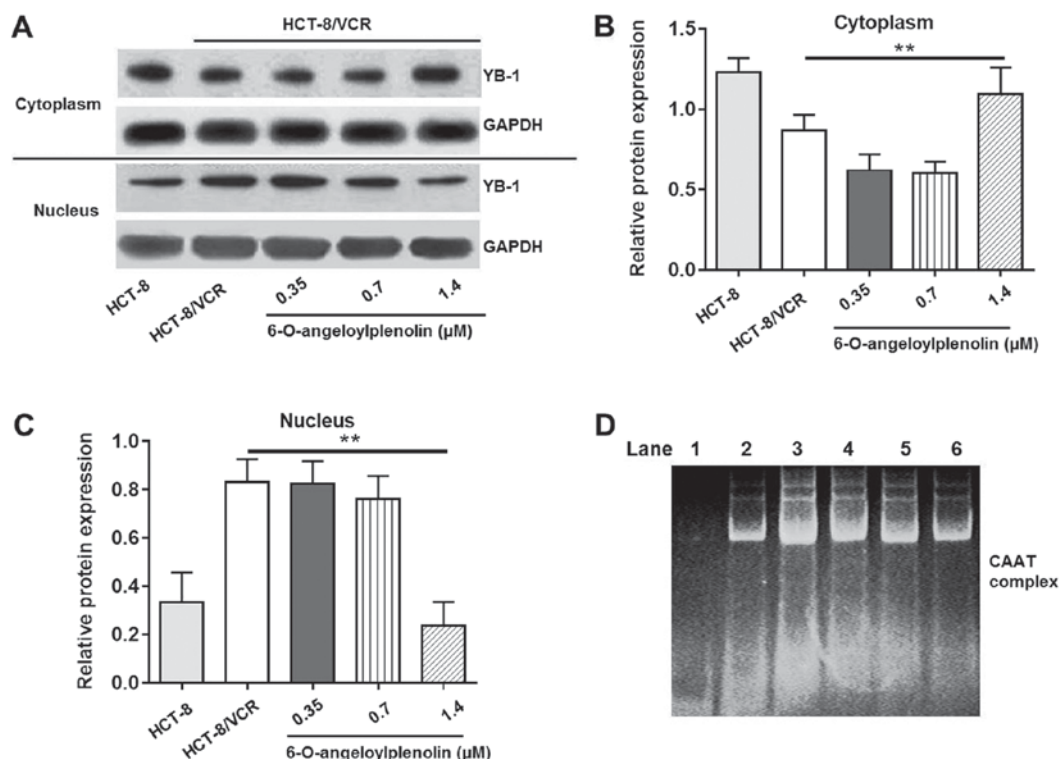 A
HCT-8/VCR
Cytoplasm
YB-1
GAPDH
Nucleus
YB-1
GAPDH
HCT-8
HCT-8/VCR
0.35
0.7
1.4
6-O-angeloylplenolin (μM)
B
Cytoplasm
**
Relative protein expression
1.5
1.0
0.5
0.0
HCT-8
HCT-8/VCR
0.35
0.7
1.4
6-O-angeloylplenolin (μM)
C
Nucleus
**
Relative protein expression
1.0
0.8
0.6
0.4
0.2
0.0
HCT-8
HCT-8/VCR
0.35
0.7
1.4
6-O-angeloylplenolin (μM)
D
Lane 1 2 3 4 5 6
CAAT
complex